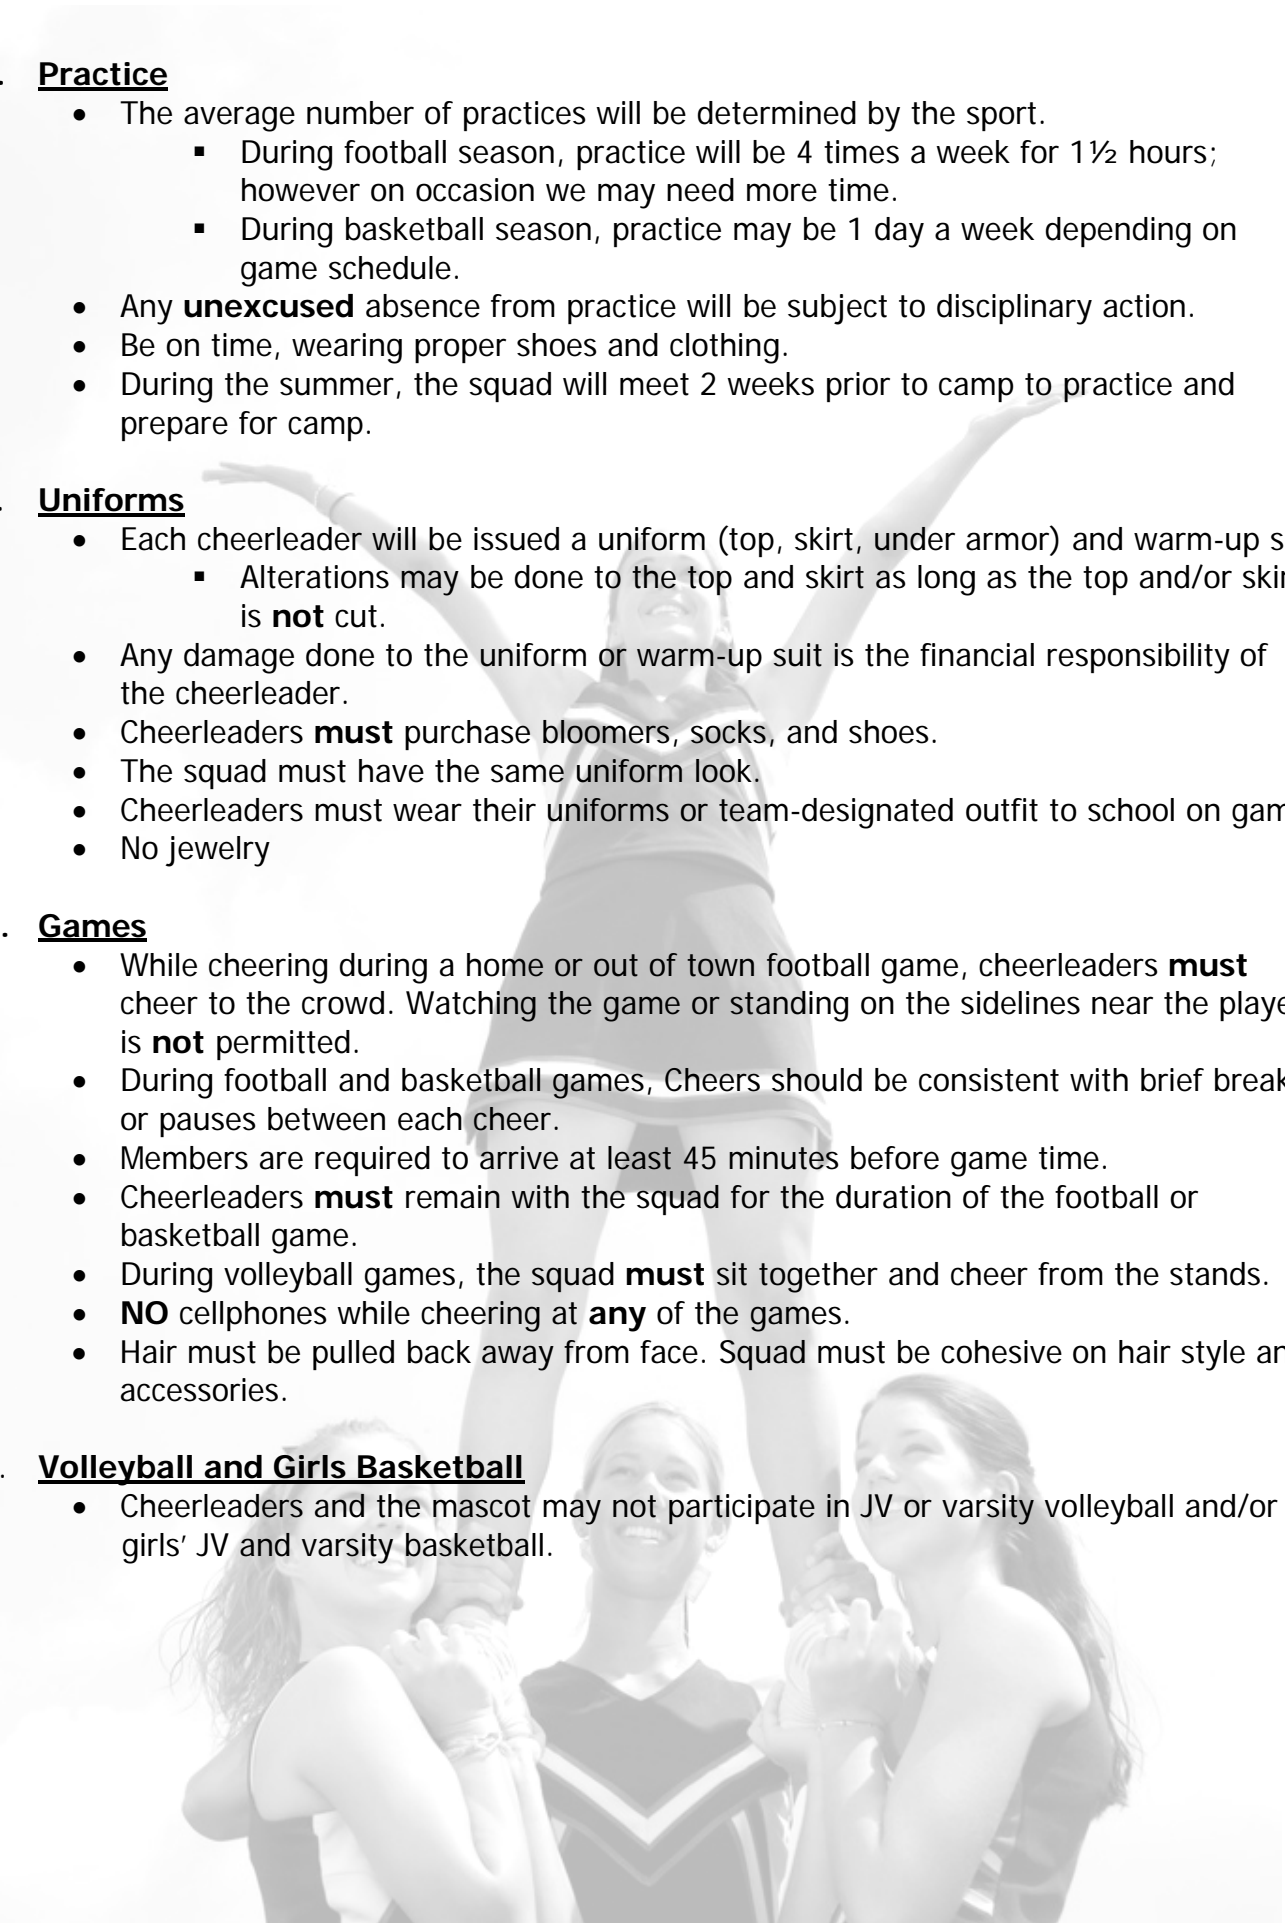 . Practice
• The average number of practices will be determined by the sport.
▪ During football season, practice will be 4 times a week for 1½ hours;
however on occasion we may need more time.
▪ During basketball season, practice may be 1 day a week depending on
game schedule.
• Any unexcused absence from practice will be subject to disciplinary action.
• Be on time, wearing proper shoes and clothing.
• During the summer, the squad will meet 2 weeks prior to camp to practice and
prepare for camp.
. Uniforms
• Each cheerleader will be issued a uniform (top, skirt, under armor) and warm-up s
▪ Alterations may be done to the top and skirt as long as the top and/or ski
is not cut.
• Any damage done to the uniform or warm-up suit is the financial responsibility of
the cheerleader.
• Cheerleaders must purchase bloomers, socks, and shoes.
• The squad must have the same uniform look.
• Cheerleaders must wear their uniforms or team-designated outfit to school on gam
• No jewelry
. Games
• While cheering during a home or out of town football game, cheerleaders must
cheer to the crowd. Watching the game or standing on the sidelines near the playe
is not permitted.
• During football and basketball games, Cheers should be consistent with brief break
or pauses between each cheer.
• Members are required to arrive at least 45 minutes before game time.
• Cheerleaders must remain with the squad for the duration of the football or
basketball game.
• During volleyball games, the squad must sit together and cheer from the stands.
• NO cellphones while cheering at any of the games.
• Hair must be pulled back away from face. Squad must be cohesive on hair style an
accessories.
. Volleyball and Girls Basketball
• Cheerleaders and the mascot may not participate in JV or varsity volleyball and/or
girls' JV and varsity basketball.